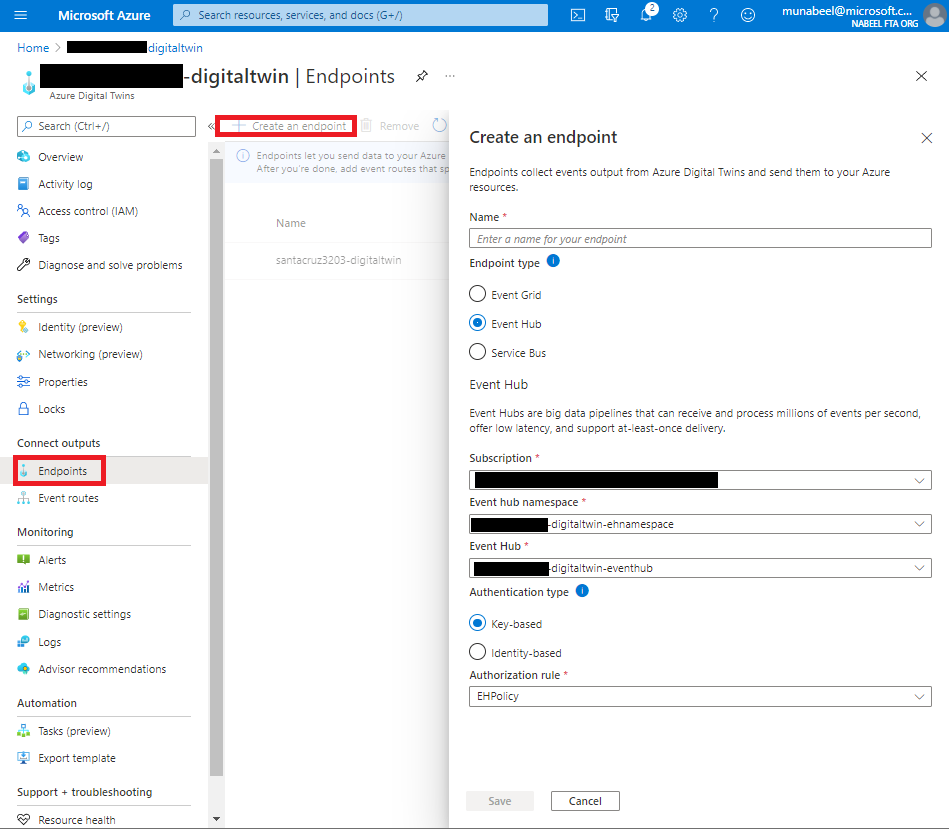 Microsoft Azure
Search resources, services, and docs (G+/)
2
munabeel@microsoft.c...
NABEEL FTA ORG
Home > digitaltwin
-digitaltwin | Endpoints
...
Azure Digital Twins
Search (Ctrl+/)
«
Overview
Activity log
Access control (IAM)
Tags
Diagnose and solve problems
Settings
Identity (preview)
Networking (preview)
Properties
Locks
Connect outputs
Endpoints
Event routes
Monitoring
Alerts
Metrics
Diagnostic settings
Logs
Advisor recommendations
Automation
Tasks (preview)
Export template
Support + troubleshooting
Resource health
+ Create an endpoint
Remove
Endpoints let you send data to your Azure
After you're done, add event routes that sp
Name
santacruz3203-digitaltwin
Create an endpoint
Endpoints collect events output from Azure Digital Twins and send them to your Azure
resources.
Name *
Enter a name for your endpoint
Endpoint type
Event Grid
Event Hub
Service Bus
Event Hub
Event Hubs are big data pipelines that can receive and process millions of events per second,
offer low latency, and support at-least-once delivery.
Subscription *
Event hub namespace *
-digitaltwin-ehnamespace
Event Hub *
-digitaltwin-eventhub
Authentication type
Key-based
Identity-based
Authorization rule *
EHPolicy
Save
Cancel